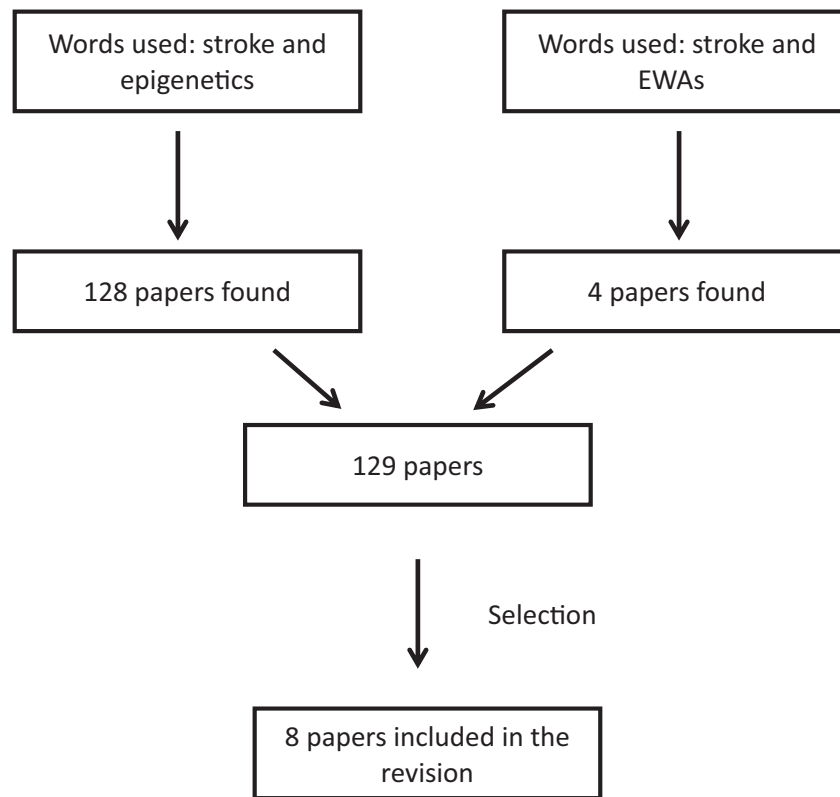 Words used: stroke and
epigenetics
Words used: stroke and
EWAs
128 papers found
4 papers found
129 papers
Selection
8 papers included in the
revision